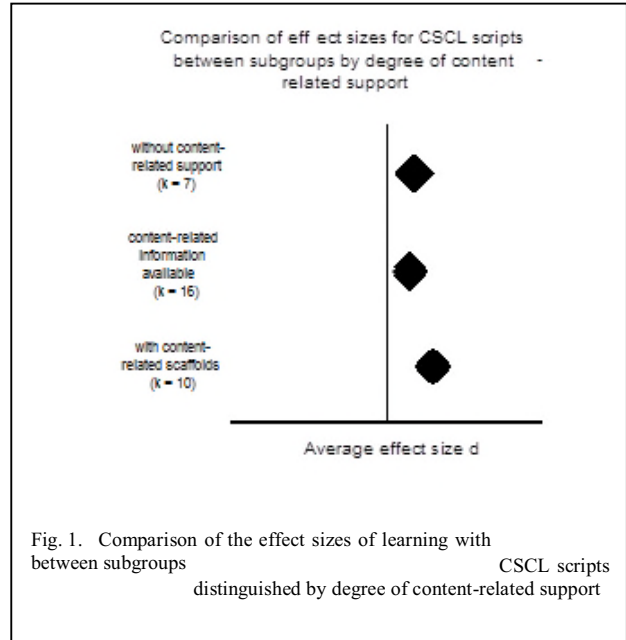 Comparison of eff ect sizes for CSCL scripts
between subgroups by degree of content -
related support
without content-
related support
(k = 7)
content-related
information
available
(k = 16)
with content-
related scaffolds
(k = 10)
Average effect size d
Fig. 1. Comparison of the effect sizes of learning with
between subgroups CSCL scripts
distinguished by degree of content-related support